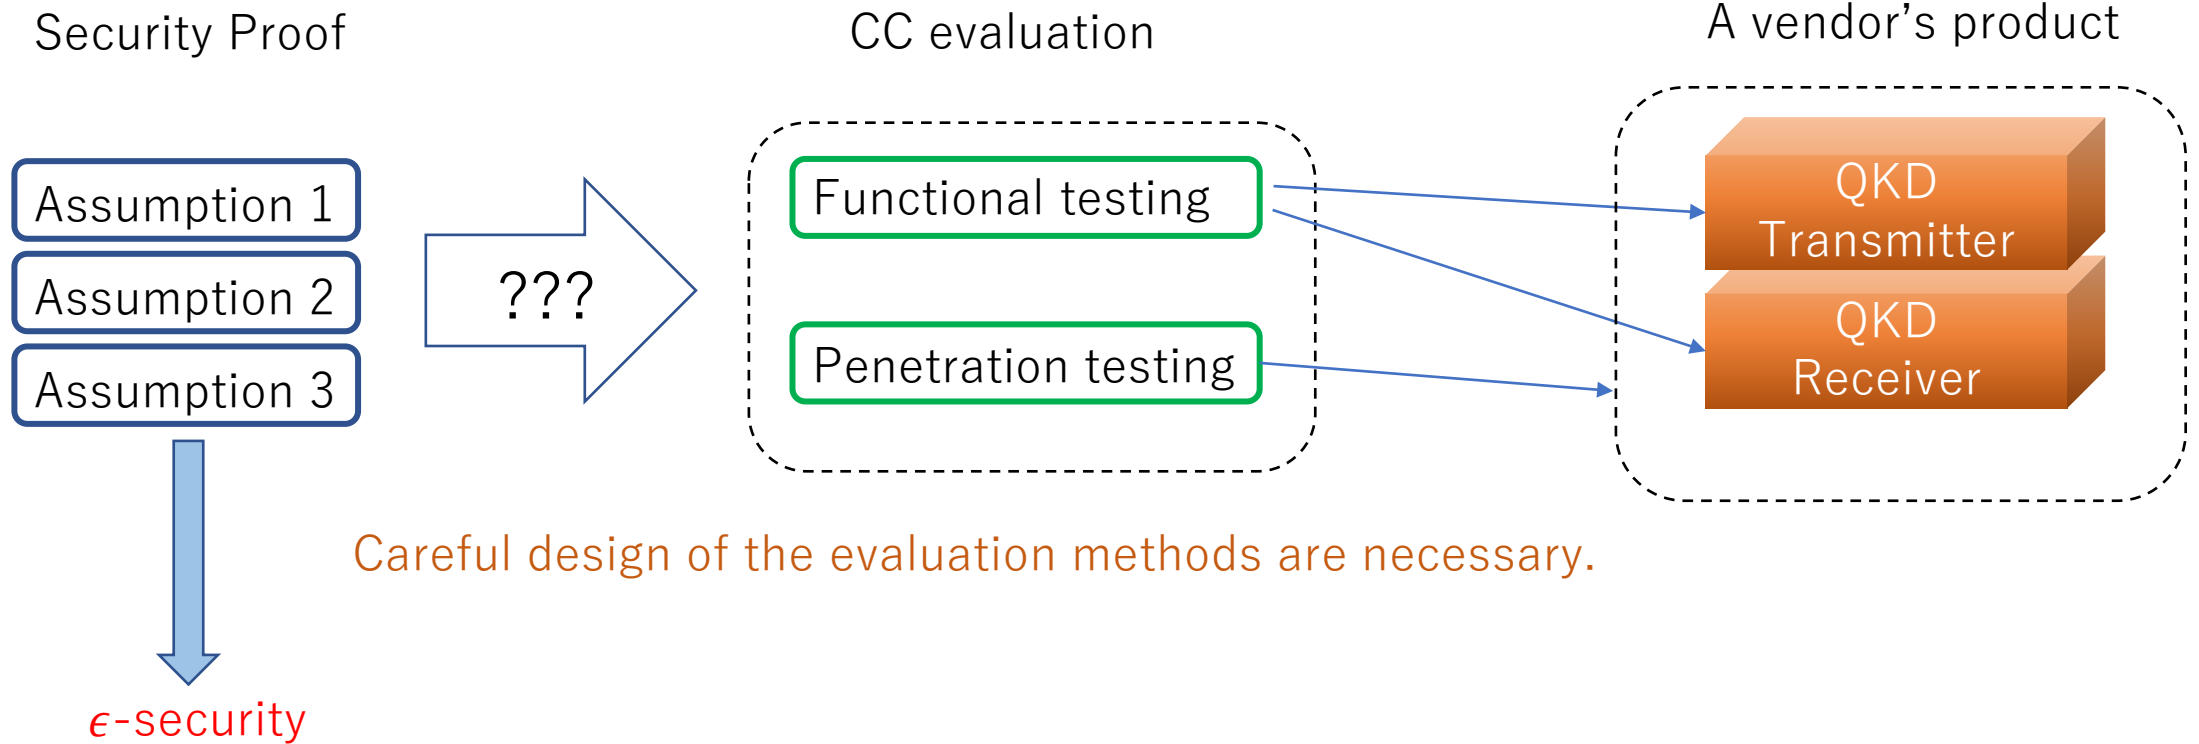 Security Proof
CC evaluation
A vendor’s product
Assumption 1
Assumption 2
Assumption 3
???
Functional testing
Penetration testing
QKD
Transmitter
QKD
Receiver
Careful design of the evaluation methods are necessary.
ϵ-security